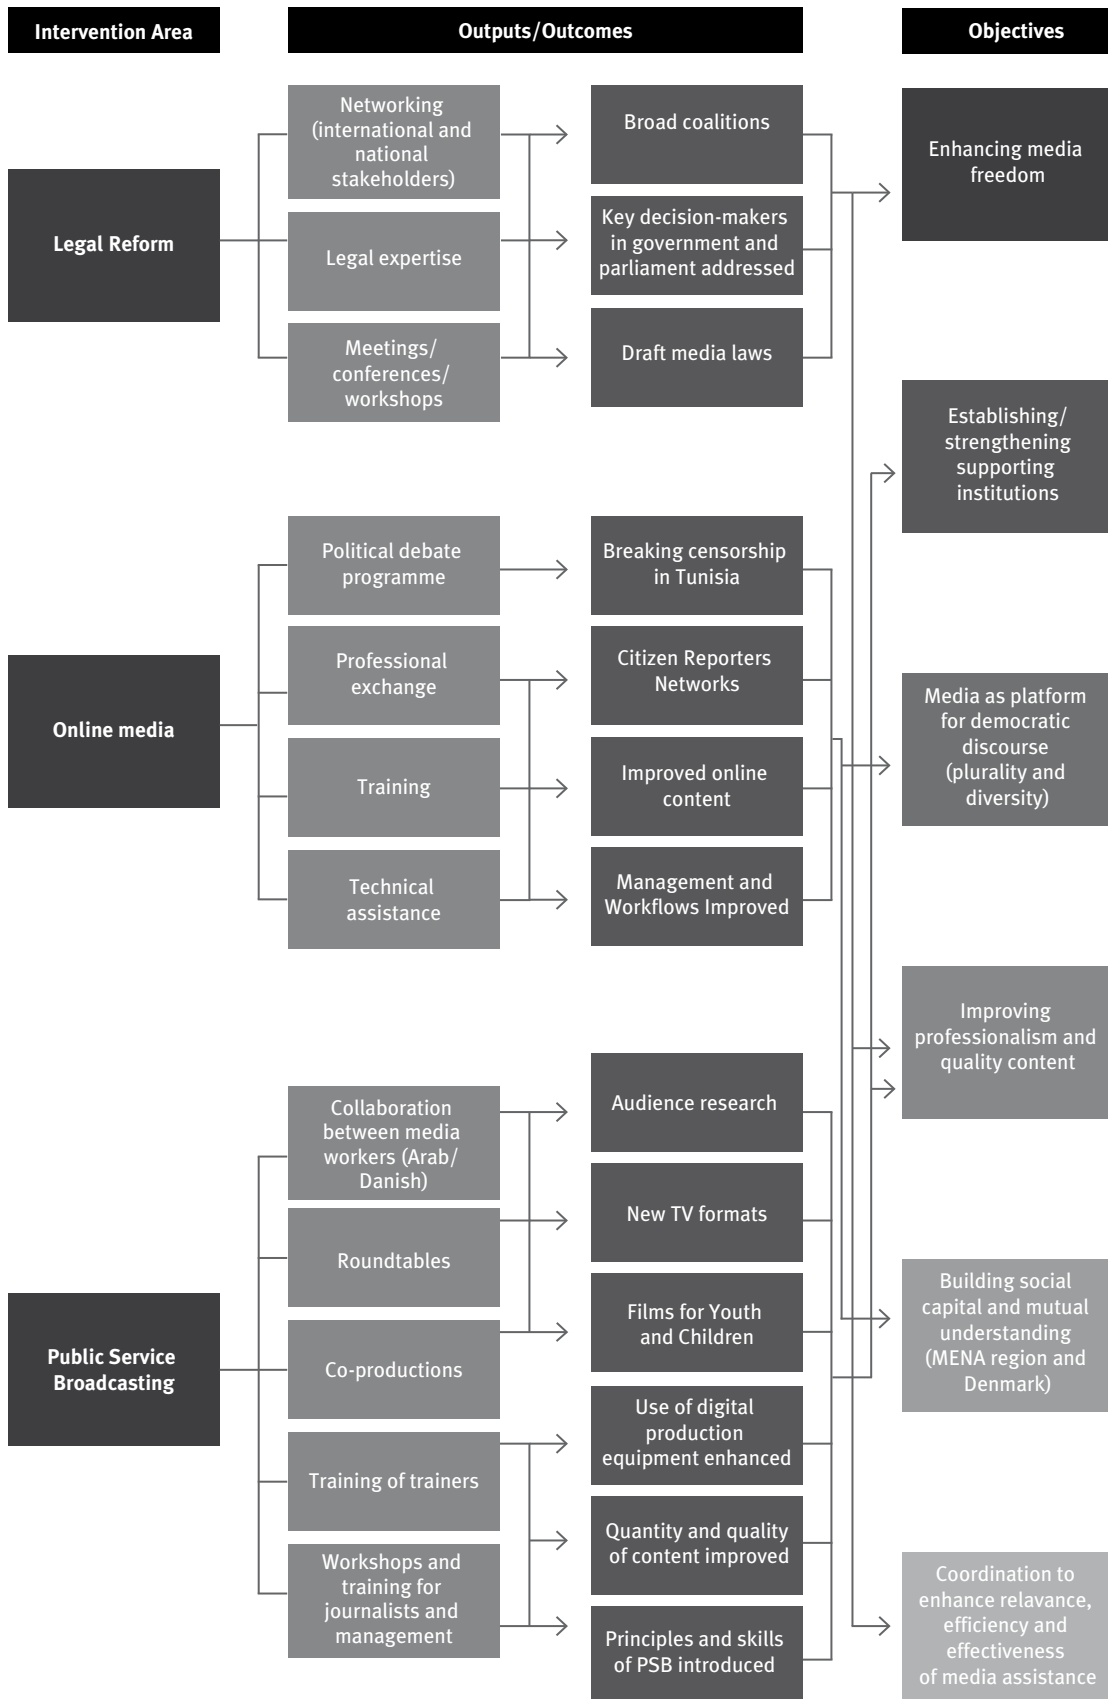 Intervention Area
Outputs/Outcomes
Objectives
Legal Reform
Networking
(international and
national
stakeholders)
Legal expertise
Meetings/
conferences/
workshops
Broad coalitions
Key decision-makers
in government and
parliament addressed
Draft media laws
Enhancing media
freedom
Establishing/
strengthening
supporting
institutions
Online media
Political debate
programme
Professional
exchange
Training
Technical
assistance
Breaking censorship
in Tunisia
Citizen Reporters
Networks
Improved online
content
Management and
Workflows Improved
Media as platform
for democratic
discourse
(plurality and
diversity)
Improving
professionalism and
quality content
Public Service
Broadcasting
Collaboration
between media
workers (Arab/
Danish)
Roundtables
Co-productions
Training of trainers
Workshops and
training for
journalists and
management
Audience research
New TV formats
Films for Youth
and Children
Use of digital
production
equipment enhanced
Quantity and quality
of content improved
Principles and skills
of PSB introduced
Building social
capital and mutual
understanding
(MENA region and
Denmark)
Coordination to
enhance relavance,
efficiency and
effectiveness
of media assistance